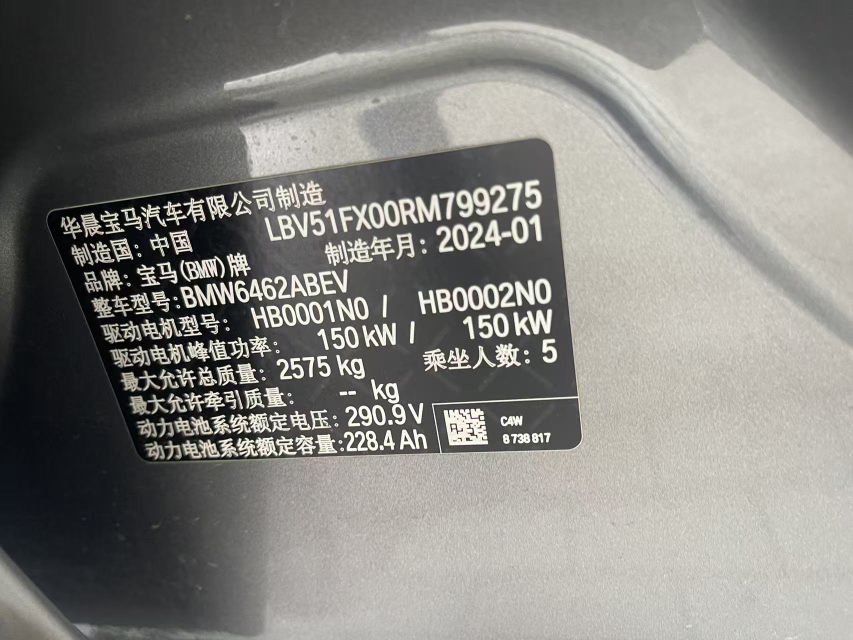 华晨宝马汽车有限公司制造
制造国: 中国 LBV51FX00RM799275
品牌: 宝马(BMW)牌 制造年月: 2024-01
整车型号: BMW6462ABEV
驱动电机型号: HB0001N0 / HB0002N0
驱动电机峰值功率: 150 kW / 150 kW
最大允许总质量: 2575 kg 乘坐人数: 5
最大允许牵引质量: -- kg
动力电池系统额定电压: 290.9 V
动力电池系统额定容量: 228.4 Ah
C4W
8 738 817